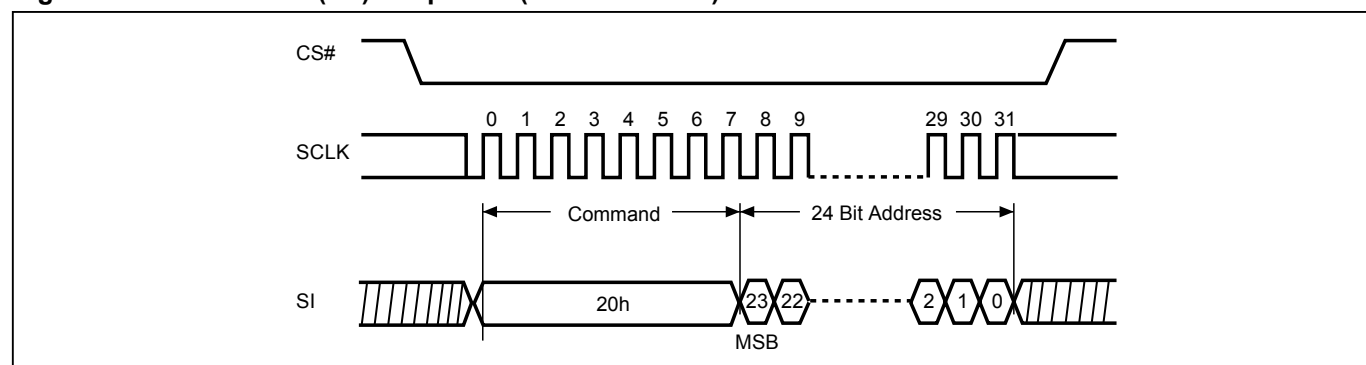 CS#
0 1 2 3 4 5 6 7 8 9 29 30 31
SCLK
Command 24 Bit Address
SI 20h 23 22 2 1 0
MSB